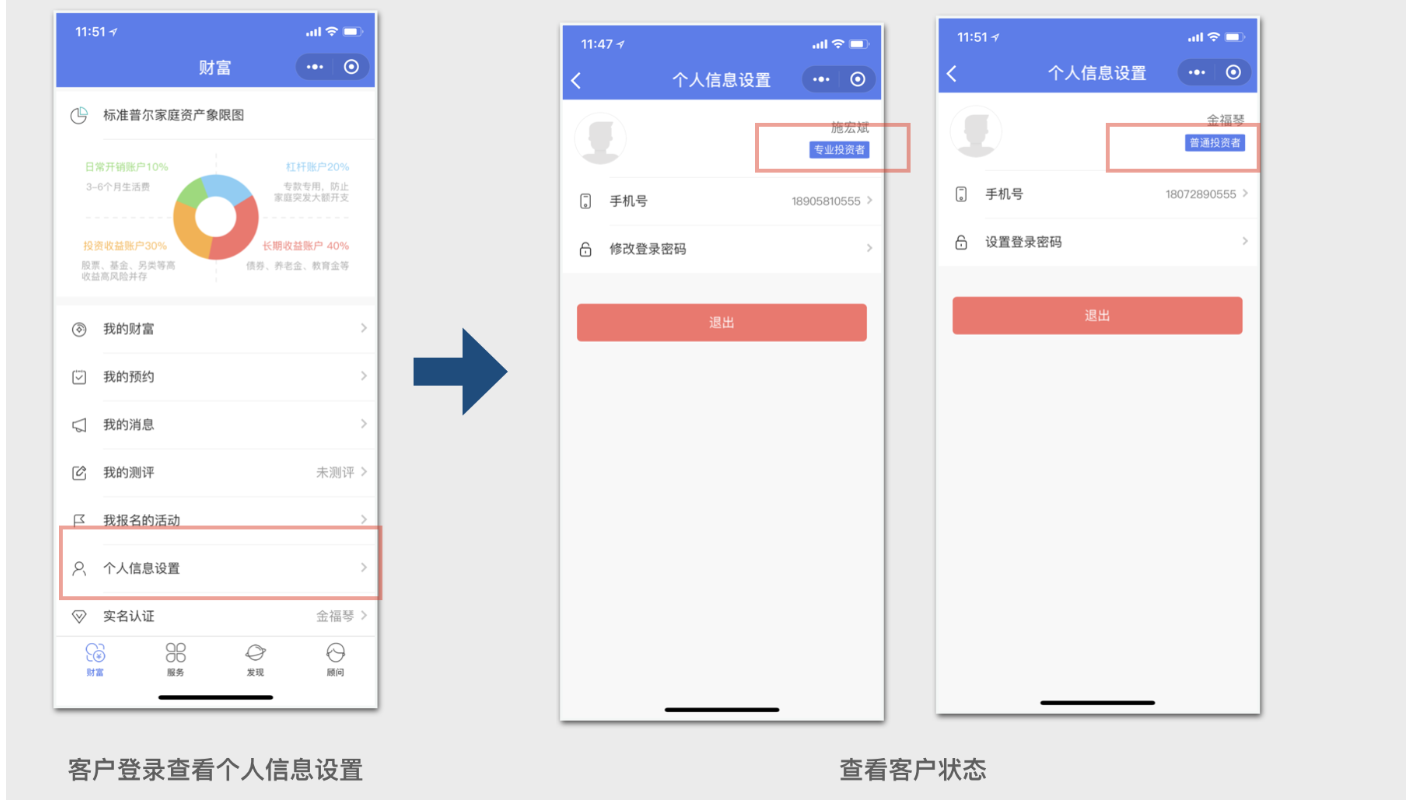 11:51
财富
标准普尔家庭资产象限图
日常开销账户10%
3-6个月生活费
杠杆账户20%
专款专用，防止
家庭突发大额开支
投资收益账户30%
股票、基金、另类等高
收益高风险并存
长期收益账户 40%
债券、养老金、教育金等
我的财富
我的预约
我的消息
我的测评
未测评
我报名的活动
个人信息设置
实名认证
金福琴
财富
服务
发现
顾问
客户登录查看个人信息设置
11:47
个人信息设置
施宏斌
专业投资者
手机号
18905810555
修改登录密码
退出
11:51
个人信息设置
金福琴
普通投资者
手机号
18072890555
设置登录密码
退出
查看客户状态